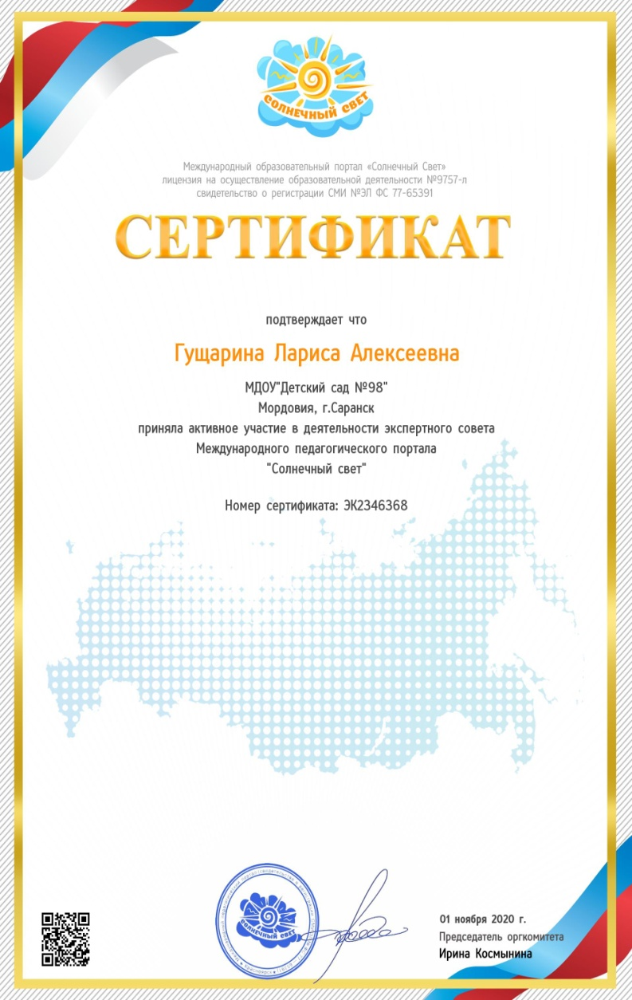 СОЛНЕЧНЫЙ СВЕТ
Международный образовательный портал «Солнечный Свет»
лицензия на осуществление образовательной деятельности №9757-л
свидетельство о регистрации СМИ №ЭЛ ФС 77-65391
СЕРТИФИКАТ
подтверждает что
Гущарина Лариса Алексеевна
МДОУ"Детский сад №98"
Мордовия, г.Саранск
приняла активное участие в деятельности экспертного совета
Международного педагогического портала
"Солнечный свет"
Номер сертификата: ЭК2346368
СОЛНЕЧНЫЙ СВЕТ
01 ноября 2020 г.
Председатель оргкомитета
Ирина Космынина